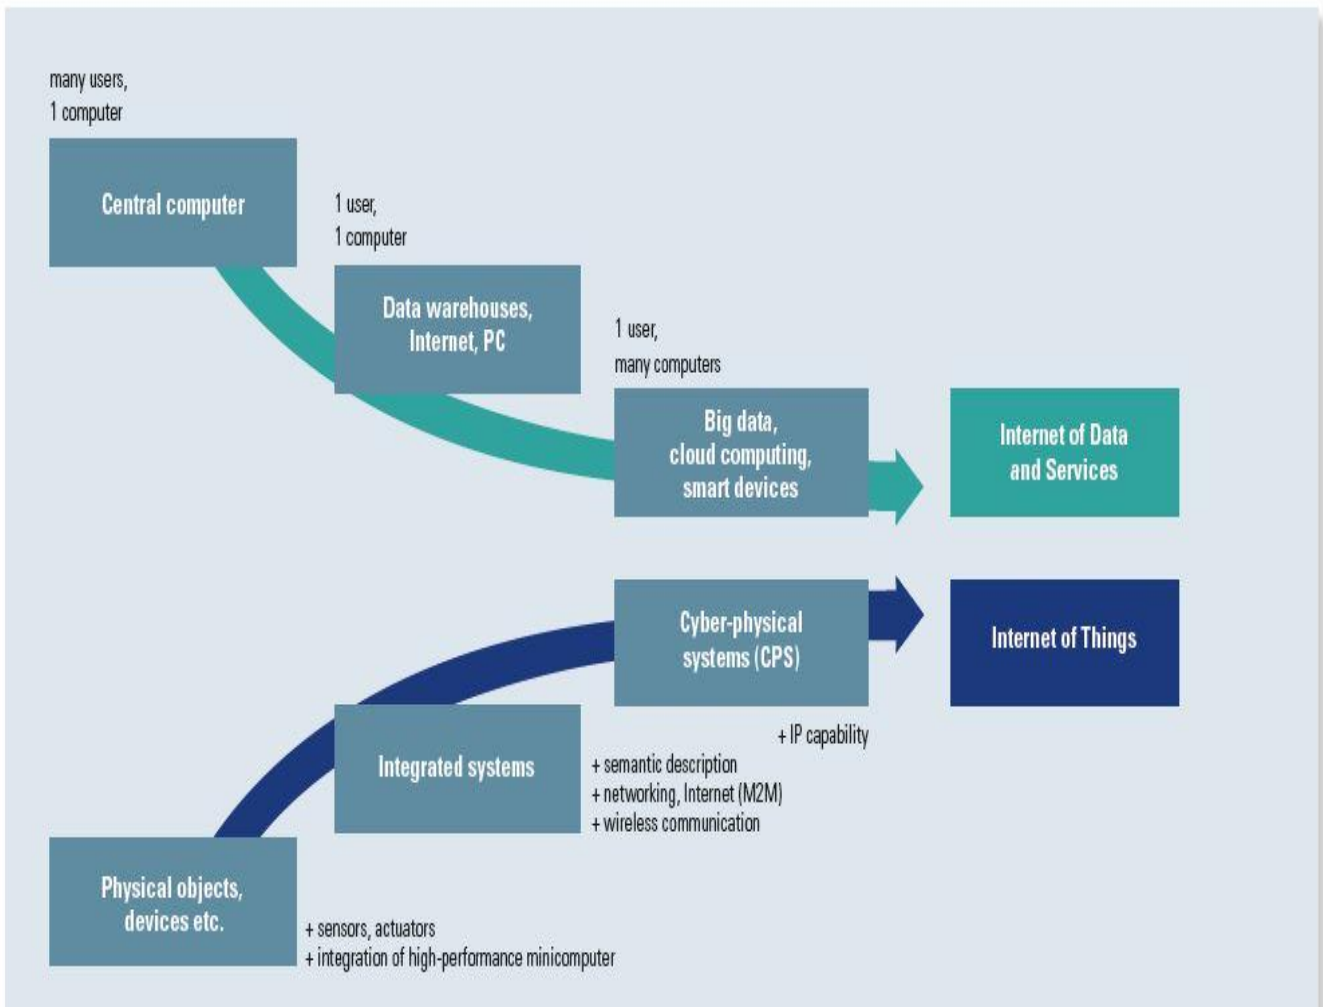 many users,
1 computer
Central computer
1 user,
1 computer
Data warehouses,
Internet, PC
1 user,
many computers
Big data,
cloud computing,
smart devices
Internet of Data
and Services
Cyber-physical
systems (CPS)
Internet of Things
+ IP capability
Integrated systems
+ semantic description
+ networking, Internet (M2M)
+ wireless communication
Physical objects,
devices etc.
+ sensors, actuators
+ integration of high-performance minicomputer